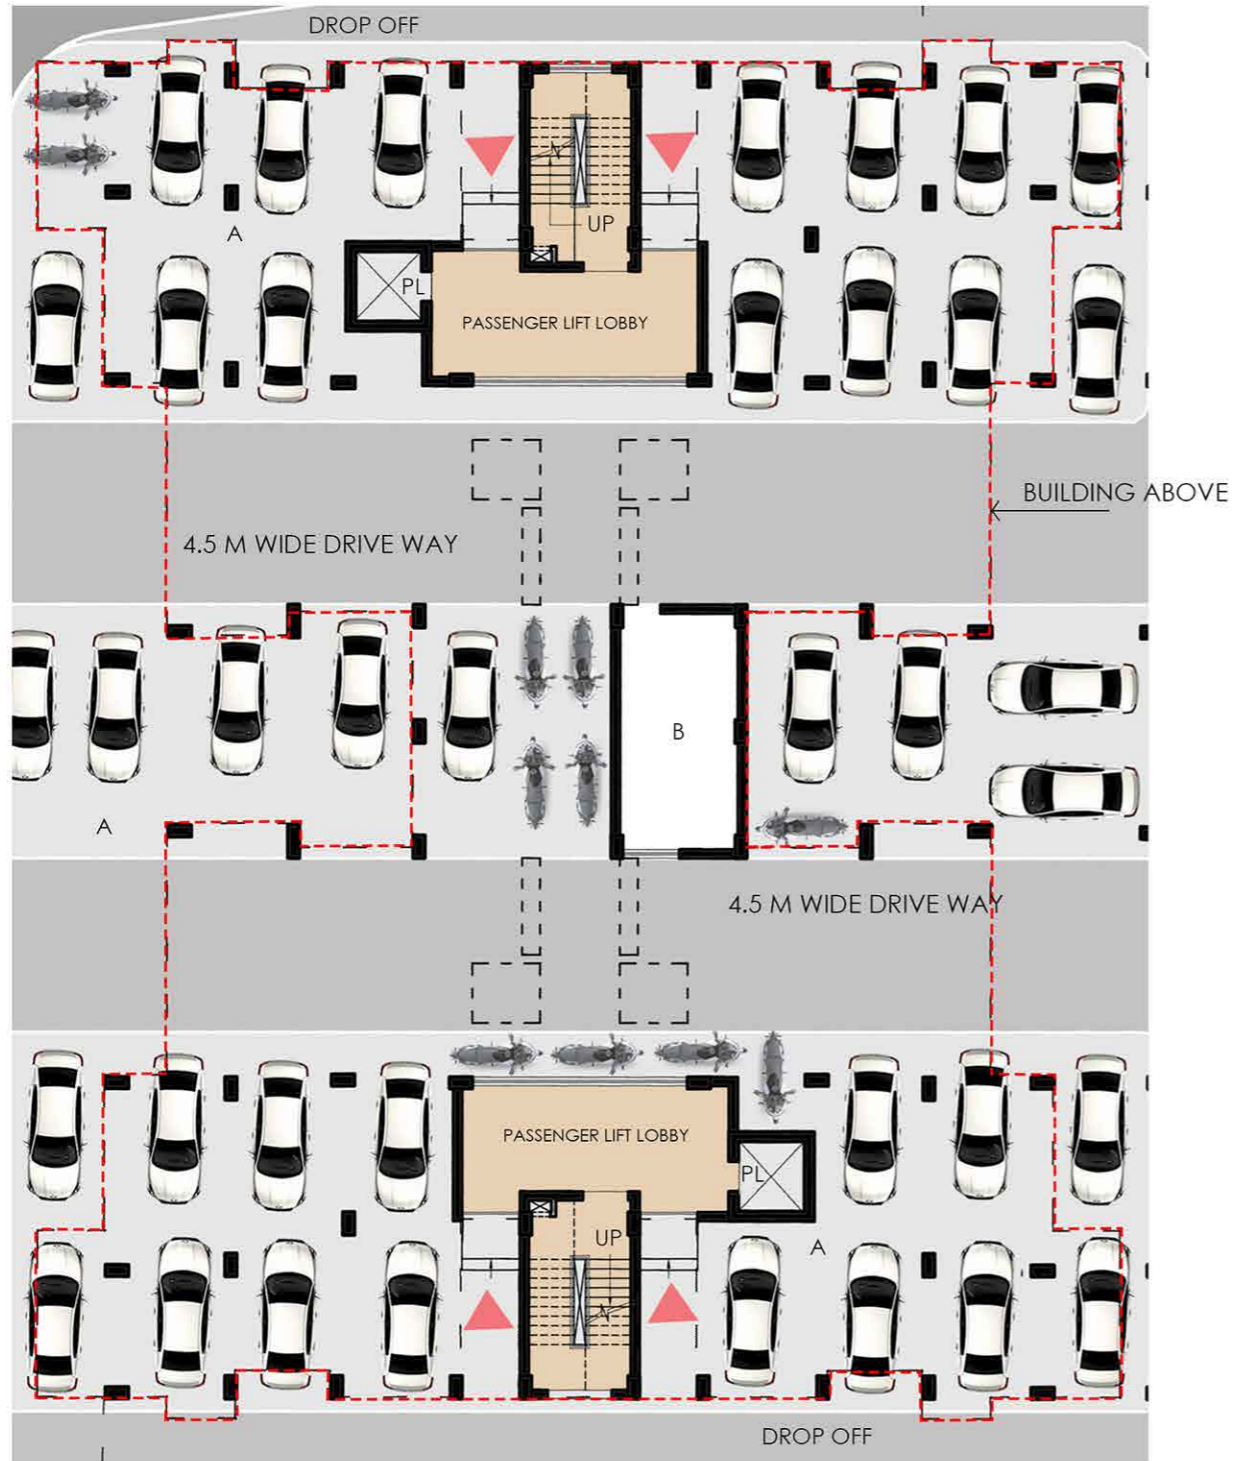 DROP OFF
UP
A
PL
PASSENGER LIFT LOBBY
BUILDING ABOVE
4.5 M WIDE DRIVE WAY
B
A
4.5 M WIDE DRIVE WAY
PASSENGER LIFT LOBBY
PL
UP
A
DROP OFF